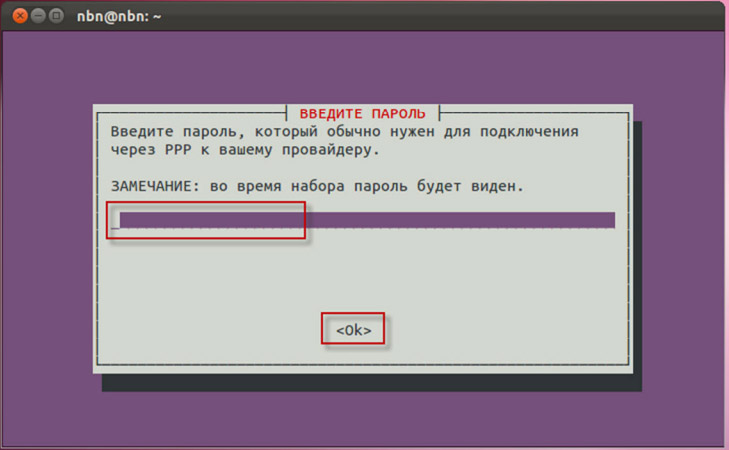 nbn@nbn: ~
ВВЕДИТЕ ПАРОЛЬ
Введите пароль, который обычно нужен для подключения
через PPP к вашему провайдеру.
ЗАМЕЧАНИЕ: во время набора пароль будет виден.
<Ok>